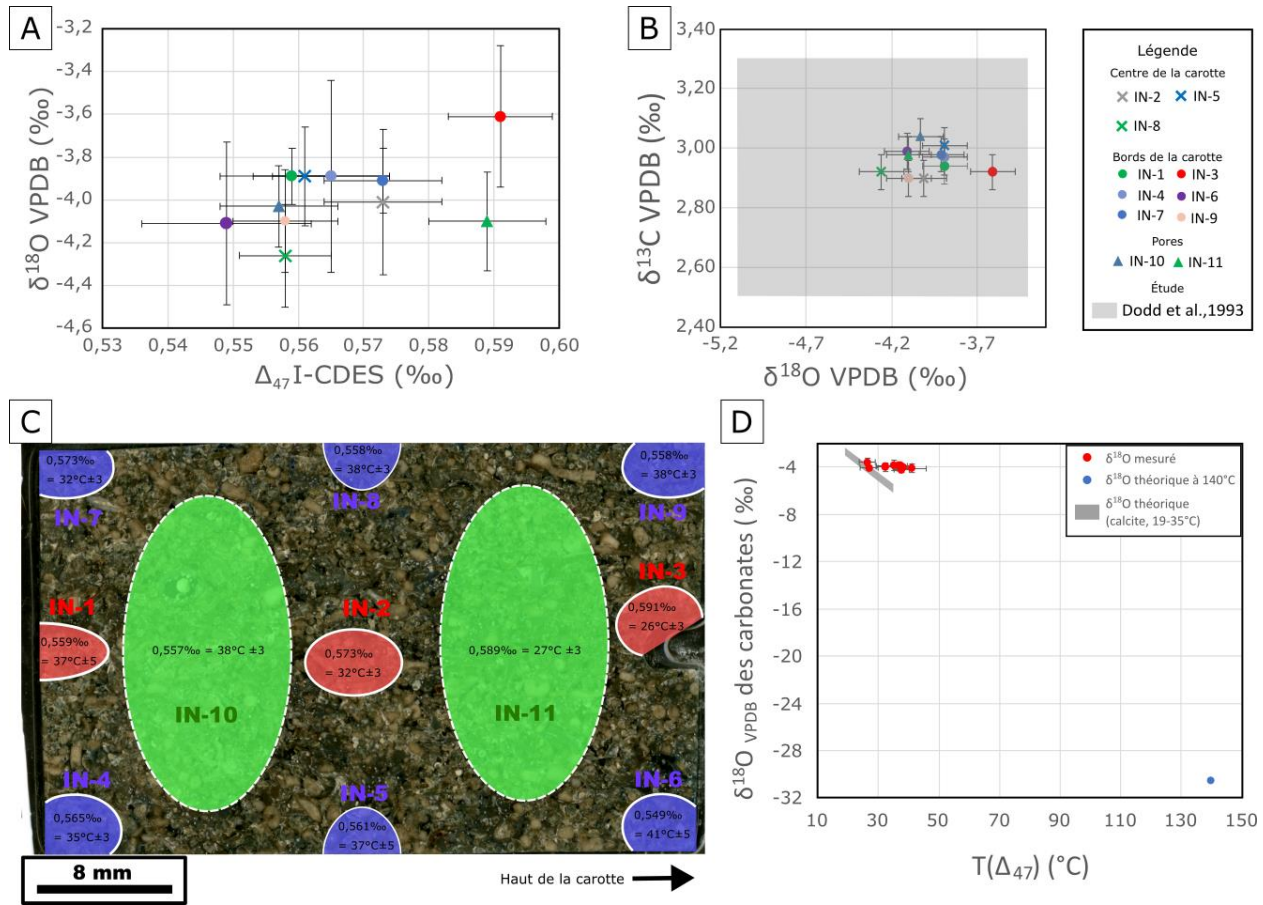 A
-3,2
-3,4
-3,6
-3,8
-4,0
-4,2
-4,4
-4,6
δ¹⁸O VPDB (‰)
0,53 0,54 0,55 0,56 0,57 0,58 0,59 0,60
Δ₄₇I-CDES (‰)
B
3,40
3,20
3,00
2,80
2,60
2,40
δ¹³C VPDB (‰)
-5,2 -4,7 -4,2 -3,7
δ¹⁸O VPDB (‰)
Légende
Centre de la carotte
IN-2 IN-5
IN-8
Bords de la carotte
IN-1 IN-3
IN-4 IN-6
IN-7 IN-9
Pores
IN-10 IN-11
Étude
Dodd et al.,1993
C
0,573‰
= 32°C±3
IN-7
0,558‰
= 38°C±3
IN-8
0,558‰
= 38°C±3
IN-9
IN-1
0,559‰
= 37°C±5
0,557‰ = 38°C ±3
IN-10
IN-2
0,573‰
= 32°C±3
0,589‰ = 27°C ±3
IN-11
IN-3
0,591‰
= 26°C±3
IN-4
0,565‰
= 35°C±3
IN-5
0,561‰
= 37°C±5
IN-6
0,549‰
= 41°C±5
8 mm
Haut de la carotte
D
-4
-8
-12
-16
-20
-24
-28
-32
δ¹⁸O VPDB des carbonates (‰)
10 30 50 70 90 110 130 150
T(Δ₄₇) (°C)
δ¹⁸O mesuré
δ¹⁸O théorique à 140°C
δ¹⁸O théorique
(calcite, 19-35°C)